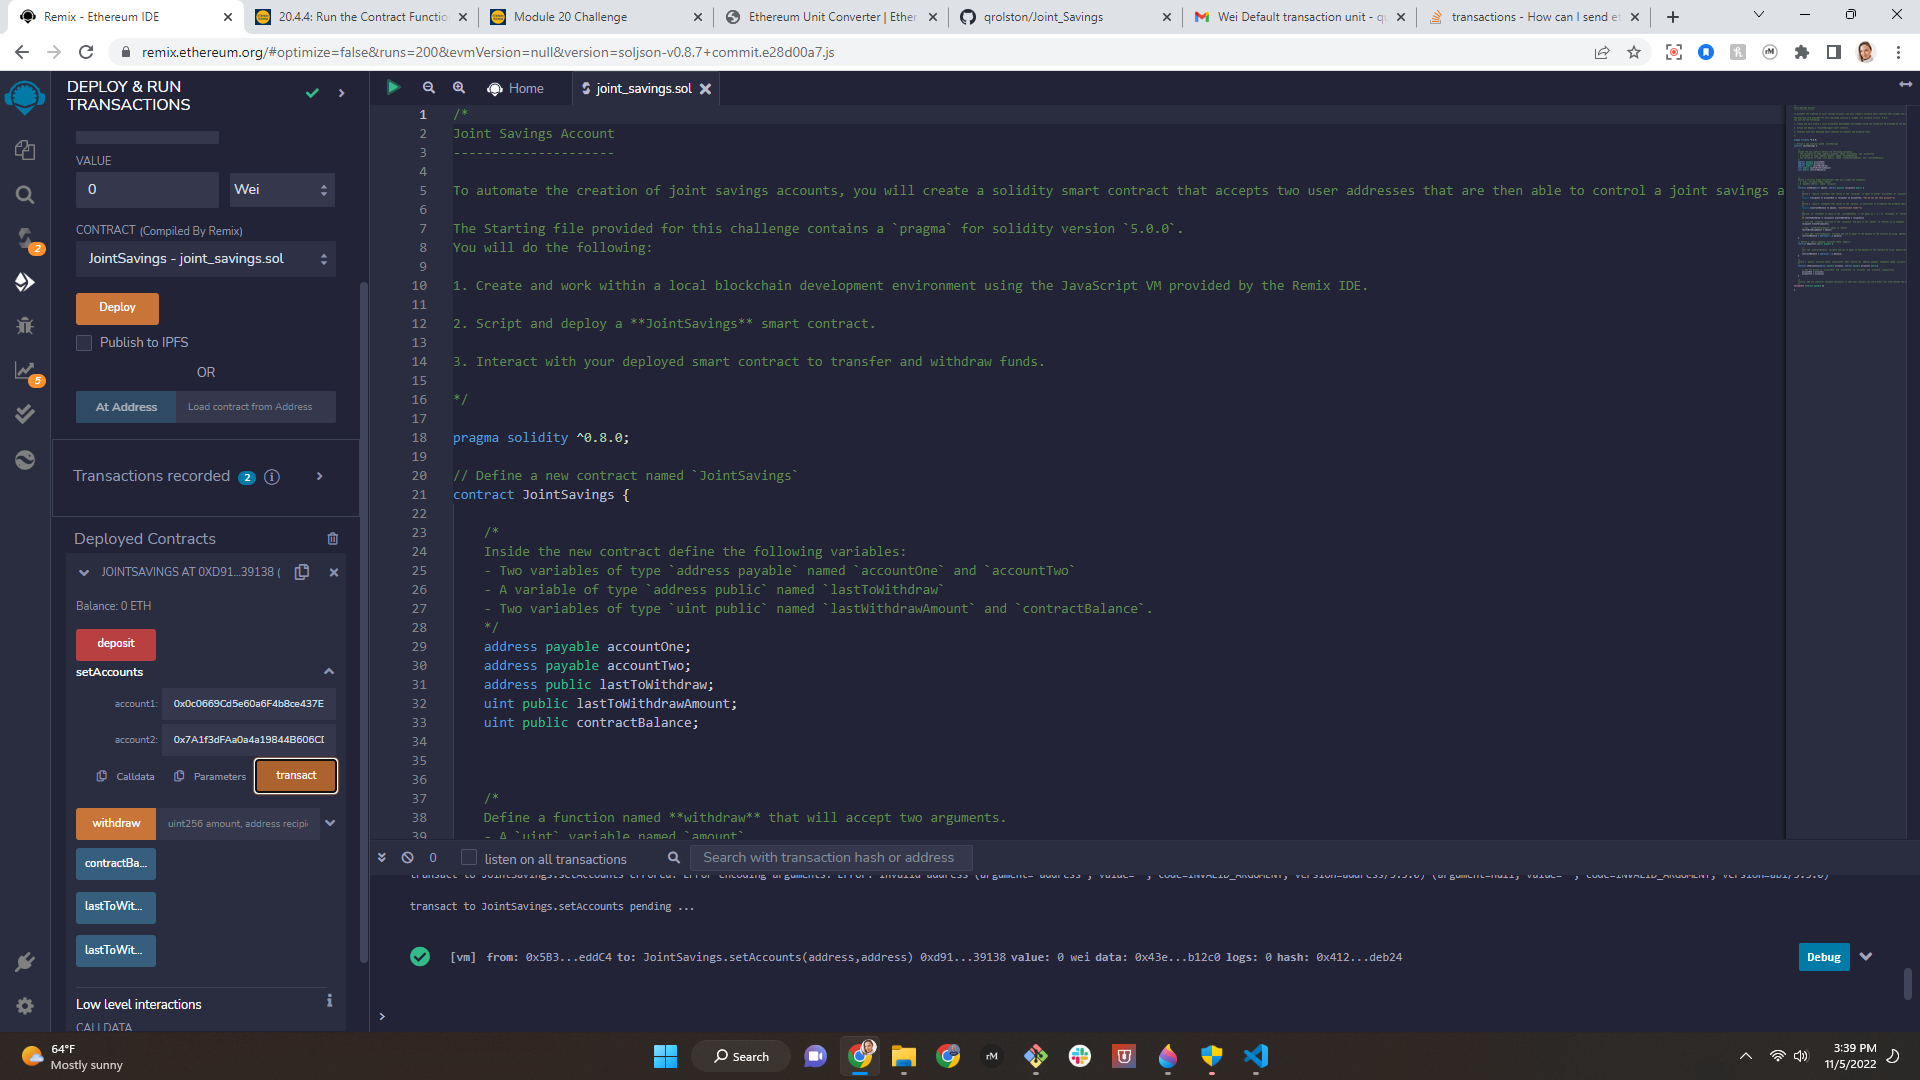 Remix - Ethereum IDE
20.4.4: Run the Contract Functio
Module 20 Challenge
Ethereum Unit Converter | Ether
qrolston/Joint_Savings
Wei Default transaction unit - q
transactions - How can I send et
remix.ethereum.org/#optimize=false&runs=200&evmVersion=null&version=soljson-v0.8.7+commit.e28d00a7.js
DEPLOY & RUN
TRANSACTIONS
VALUE
0
Wei
CONTRACT (Compiled By Remix)
JointSavings - joint_savings.sol
Deploy
Publish to IPFS
OR
At Address
Load contract from Address
Transactions recorded 2
Deployed Contracts
JOINTSAVINGS AT 0XD91...39138 (
Balance: 0 ETH
deposit
setAccounts
account1: 0x0c0669Cd5e60a6F4b8ce437E
account2: 0x7A1f3dFAa0a4a19844B606CD
Calldata
Parameters
transact
withdraw
uint256 amount, address recipi
contractBa...
lastToWit...
lastToWit...
Low level interactions
CALLDATA
2
5
Home
joint_savings.sol
1 /*
2 Joint Savings Account
3 ---------------------
4
5 To automate the creation of joint savings accounts, you will create a solidity smart contract that accepts two user addresses that are then able to control a joint savings a
6
7 The Starting file provided for this challenge contains a `pragma` for solidity version `5.0.0`.
8 You will do the following:
9
10 1. Create and work within a local blockchain development environment using the JavaScript VM provided by the Remix IDE.
11
12 2. Script and deploy a **JointSavings** smart contract.
13
14 3. Interact with your deployed smart contract to transfer and withdraw funds.
15
16 */
17
18 pragma solidity ^0.8.0;
19
20 // Define a new contract named `JointSavings`
21 contract JointSavings {
22
23 /*
24 Inside the new contract define the following variables:
25 - Two variables of type `address payable` named `accountOne` and `accountTwo`
26 - A variable of type `address public` named `lastToWithdraw`
27 - Two variables of type `uint public` named `lastWithdrawAmount` and `contractBalance`.
28 */
29 address payable accountOne;
30 address payable accountTwo;
31 address public lastToWithdraw;
32 uint public lastToWithdrawAmount;
33 uint public contractBalance;
34
35
36
37 /*
38 Define a function named **withdraw** that will accept two arguments.
39 - A `uint` variable named `amount`
0
listen on all transactions
Search with transaction hash or address
transact to JointSavings.setAccounts errored: Error encoding arguments: Error: invalid address (argument="address", value="", code=INVALID_ARGUMENT, version=address/5.5.0) (argument=null, value="", code=INVALID_ARGUMENT, version=abi/5.5.0)
transact to JointSavings.setAccounts pending ...
[vm] from: 0x5B3...eddC4 to: JointSavings.setAccounts(address,address) 0xd91...39138 value: 0 wei data: 0x43e...b12c0 logs: 0 hash: 0x412...deb24
Debug
>
64°F
Mostly sunny
Search
rM
3:39 PM
11/5/2022